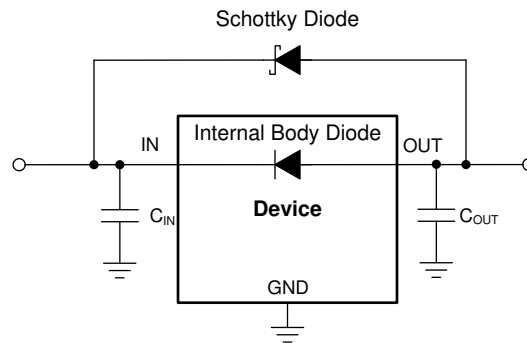 Schottky Diode
Internal Body Diode
IN
OUT
Device
CIN
COUT
GND